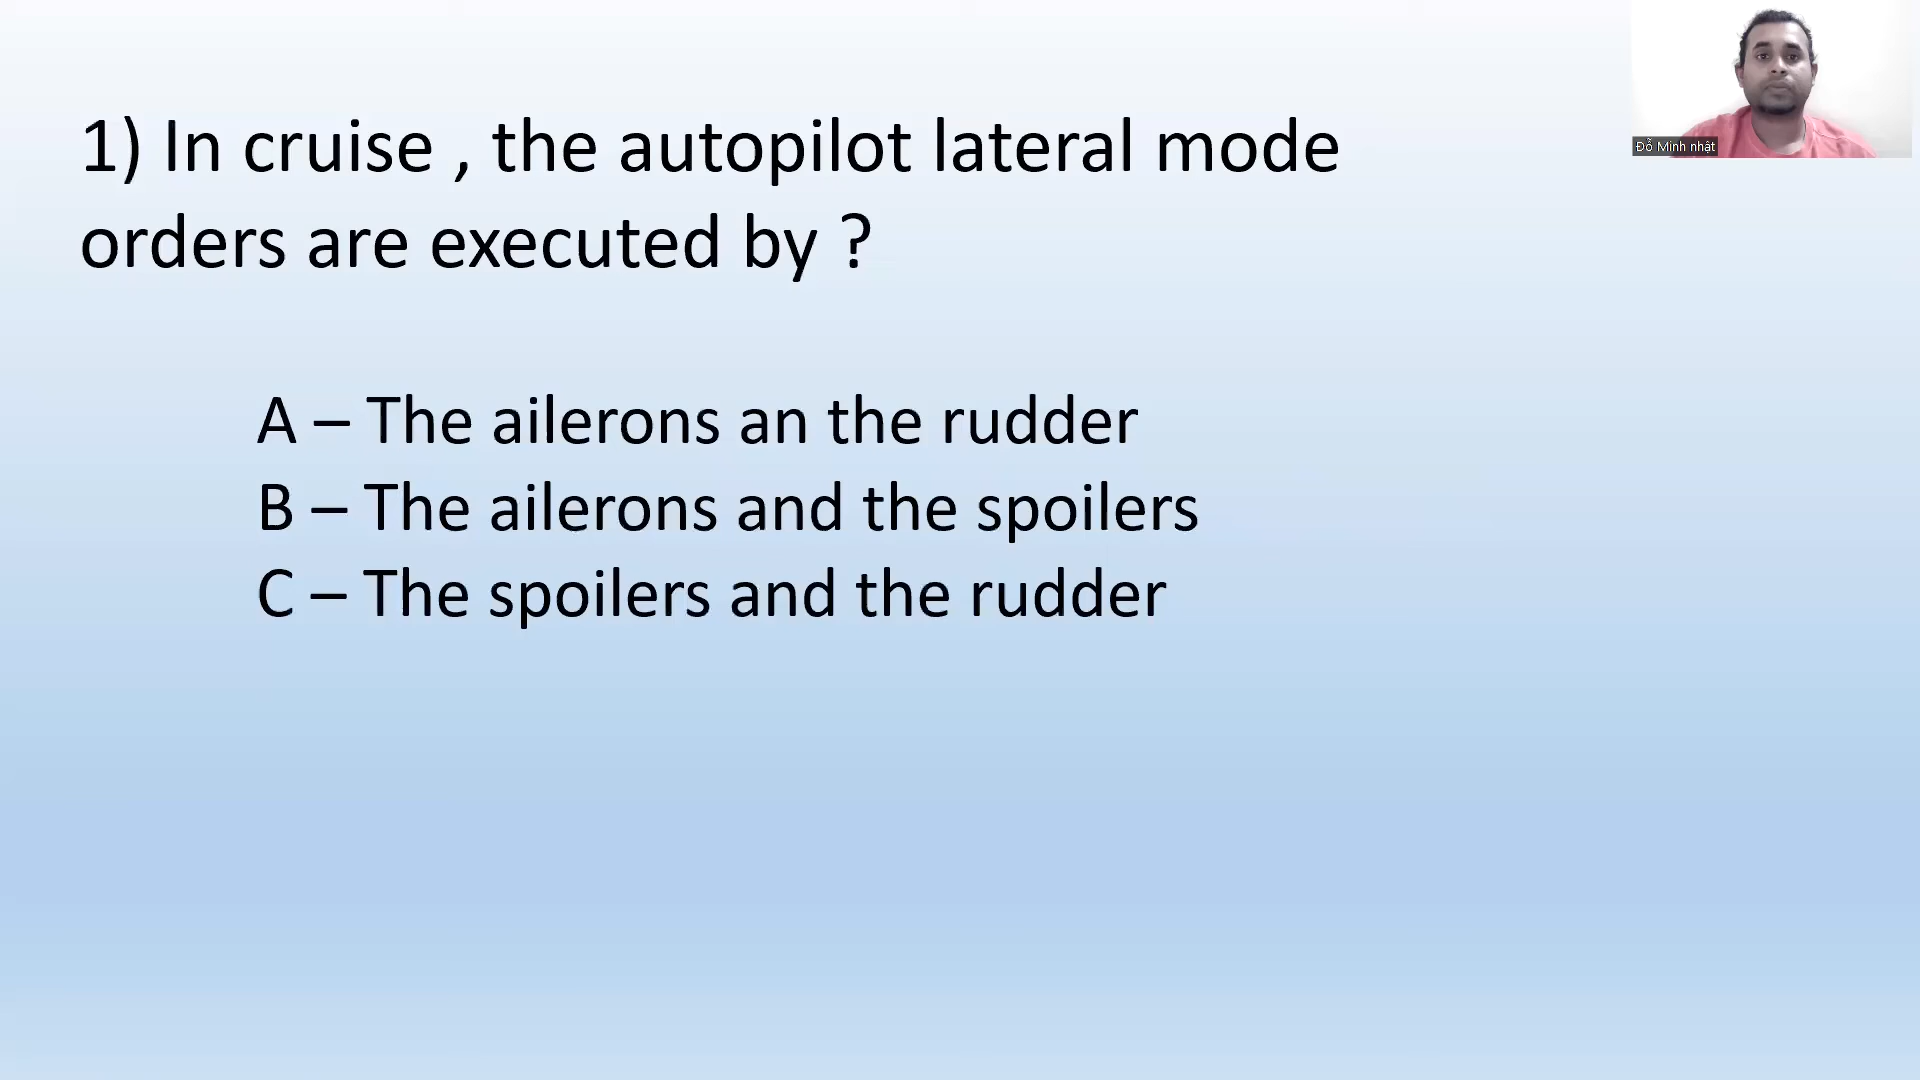 1) In cruise , the autopilot lateral mode
orders are executed by ?
A – The ailerons an the rudder
B – The ailerons and the spoilers
C – The spoilers and the rudder
Đỗ Minh nhật